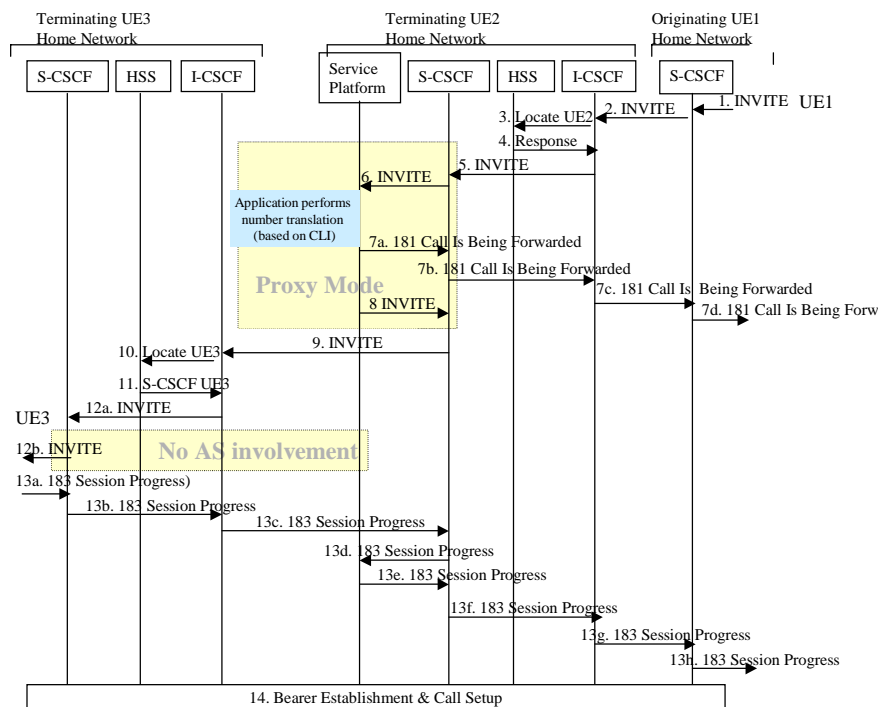 Terminating UE3
Home Network
Terminating UE2
Home Network
Originating UE1
Home Network
S-CSCF
HSS
I-CSCF
Service
Platform
S-CSCF
HSS
I-CSCF
S-CSCF
1. INVITE
UE1
2. INVITE
3. Locate UE2
4. Response
5. INVITE
6. INVITE
Application performs
number translation
(based on CLI)
7a. 181 Call Is Being Forwarded
7b. 181 Call Is Being Forwarded
Proxy Mode
7c. 181 Call Is Being Forwarded
8 INVITE
7d. 181 Call Is Being Forw
9. INVITE
10. Locate UE3
11. S-CSCF UE3
12a. INVITE
UE3
12b. INVITE
No AS involvement
13a. 183 Session Progress)
13b. 183 Session Progress
13c. 183 Session Progress
13d. 183 Session Progress
13e. 183 Session Progress
13f. 183 Session Progress
13g. 183 Session Progress
13h. 183 Session Progress
14. Bearer Establishment & Call Setup